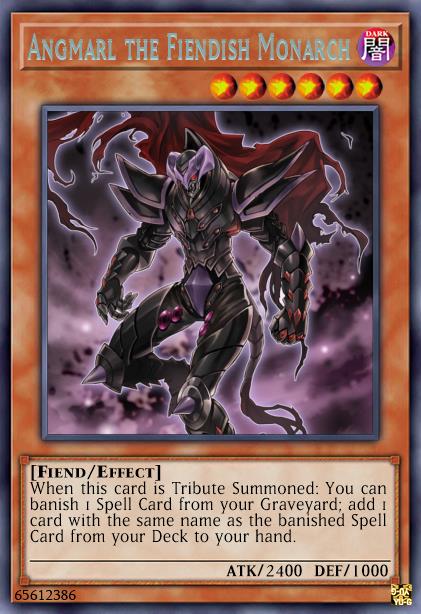 Angmarl the Fiendish Monarch
DARK
闇
[Fiend/Effect]
When this card is Tribute Summoned: You can
banish 1 Spell Card from your Graveyard; add 1
card with the same name as the banished Spell
Card from your Deck to your hand.
ATK/2400 DEF/1000
65612386